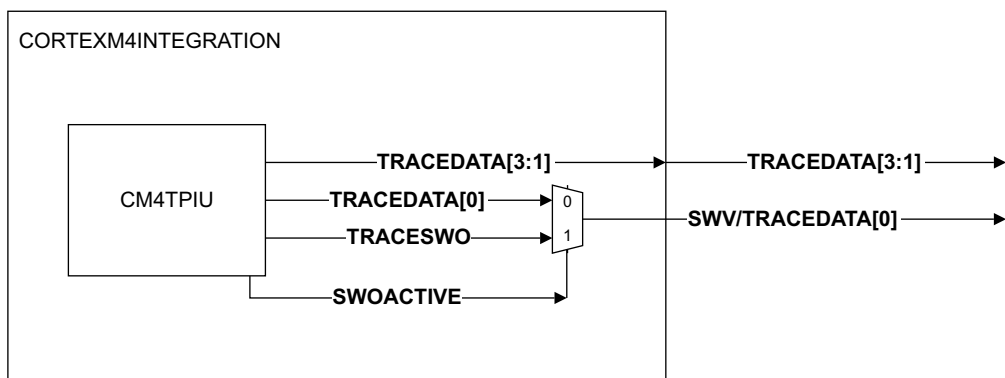 CORTEXM4INTEGRATION
CM4TPIU
TRACEDATA[3:1]
TRACEDATA[3:1]
TRACEDATA[0]
0
SWV/TRACEDATA[0]
TRACESWO
1
SWOACTIVE